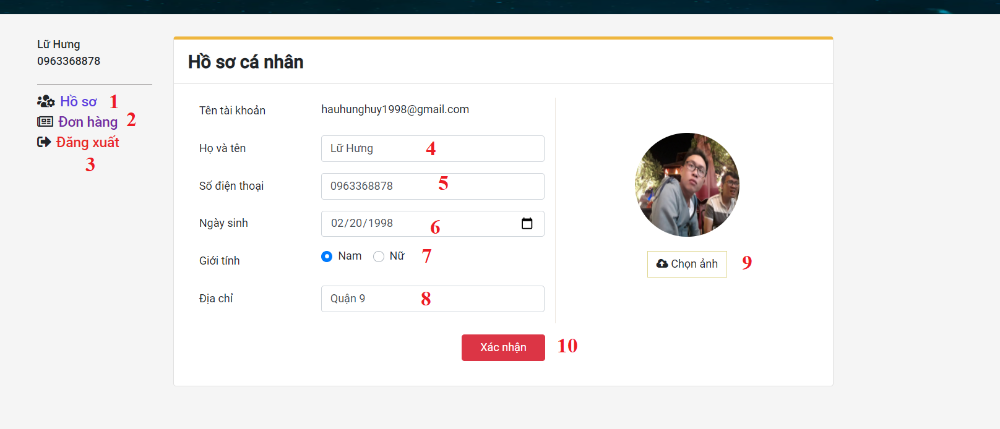 Lữ Hưng
0963368878
Hồ sơ 1
Đơn hàng 2
Đăng xuất
3
Hồ sơ cá nhân
Tên tài khoản hauhunghuy1998@gmail.com
Họ và tên Lữ Hưng 4
Số điện thoại 0963368878 5
Ngày sinh 02/20/1998 6
Giới tính Nam Nữ 7
Địa chỉ Quận 9 8
Chọn ảnh 9
Xác nhận 10